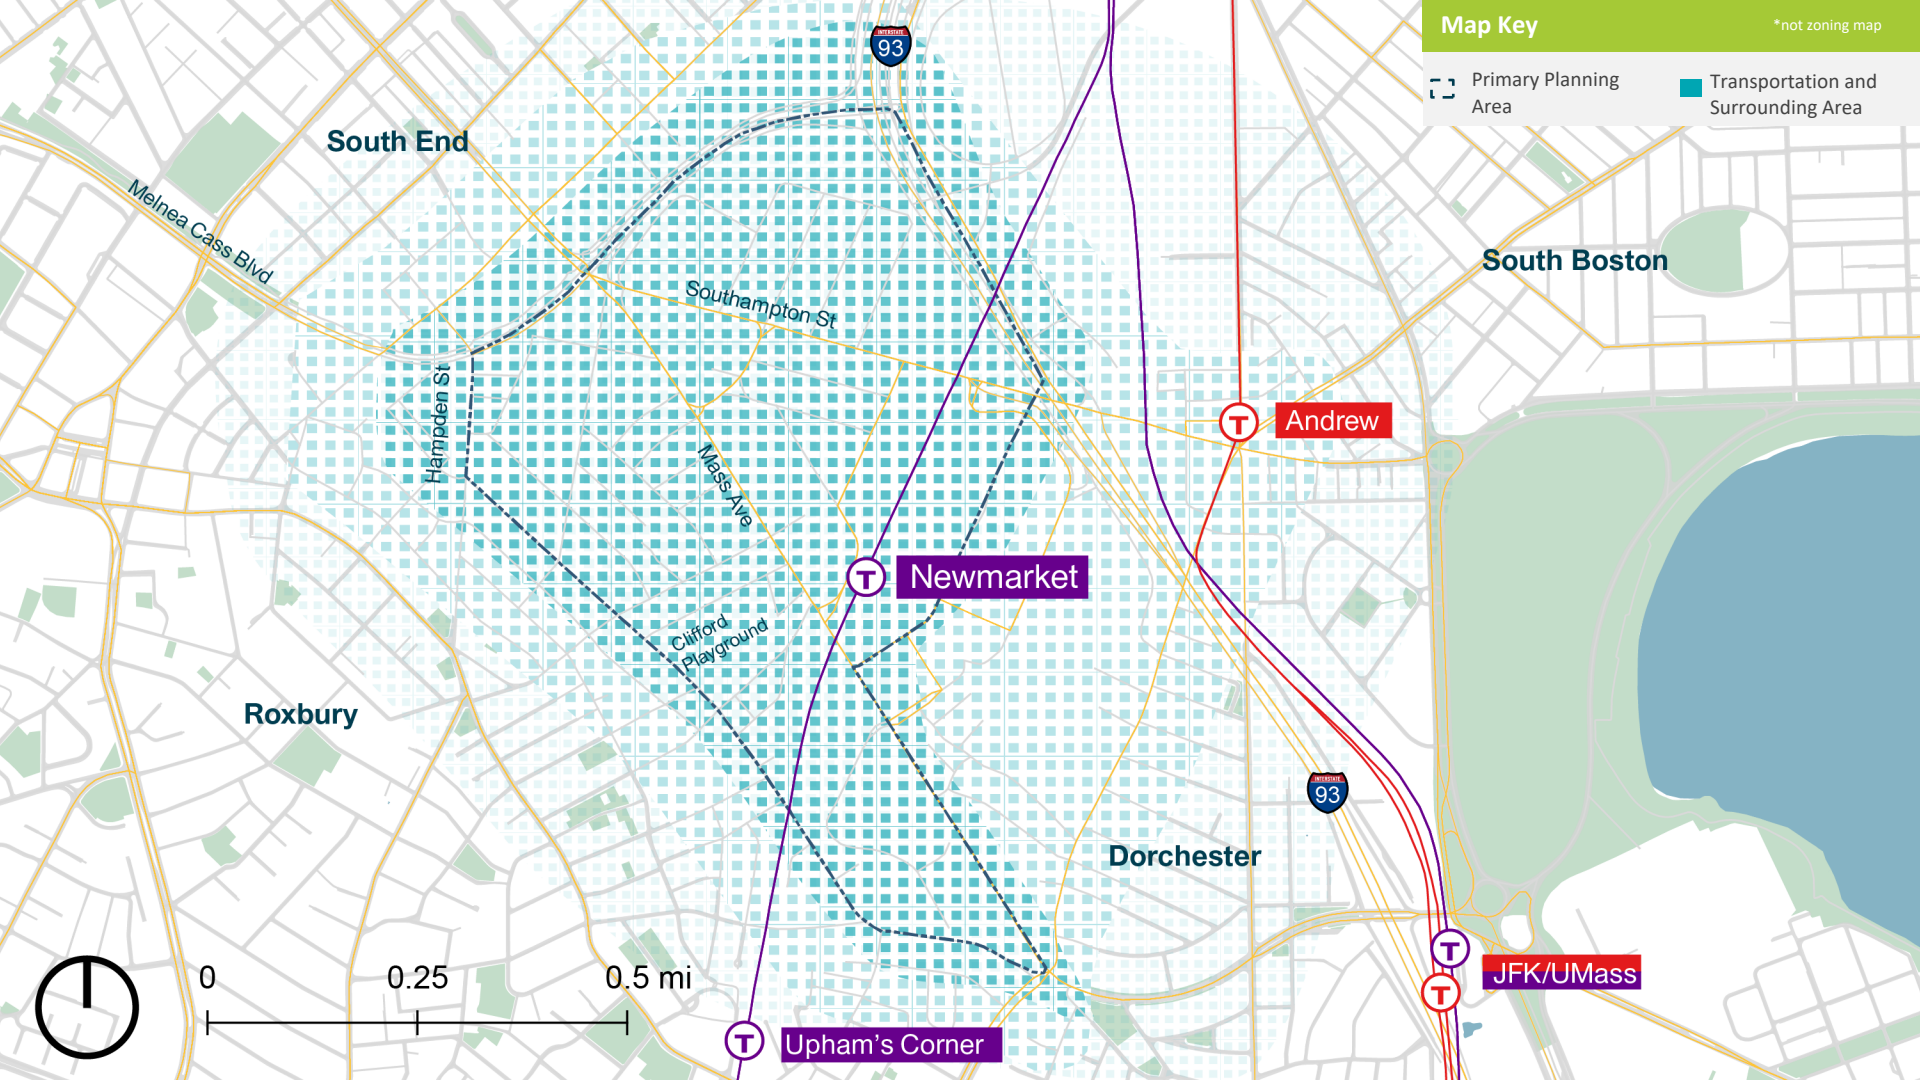 Map Key
*not zoning map
Primary Planning
Area
Transportation and
Surrounding Area
INTERSTATE
93
South End
Melnea Cass Blvd
South Boston
Southampton St
Hampden St
T
Andrew
Mass Ave
T
Newmarket
Clifford
Playground
Roxbury
INTERSTATE
93
Dorchester
T
JFK/UMass
T
0
0.25
0.5 mi
T
Upham's Corner